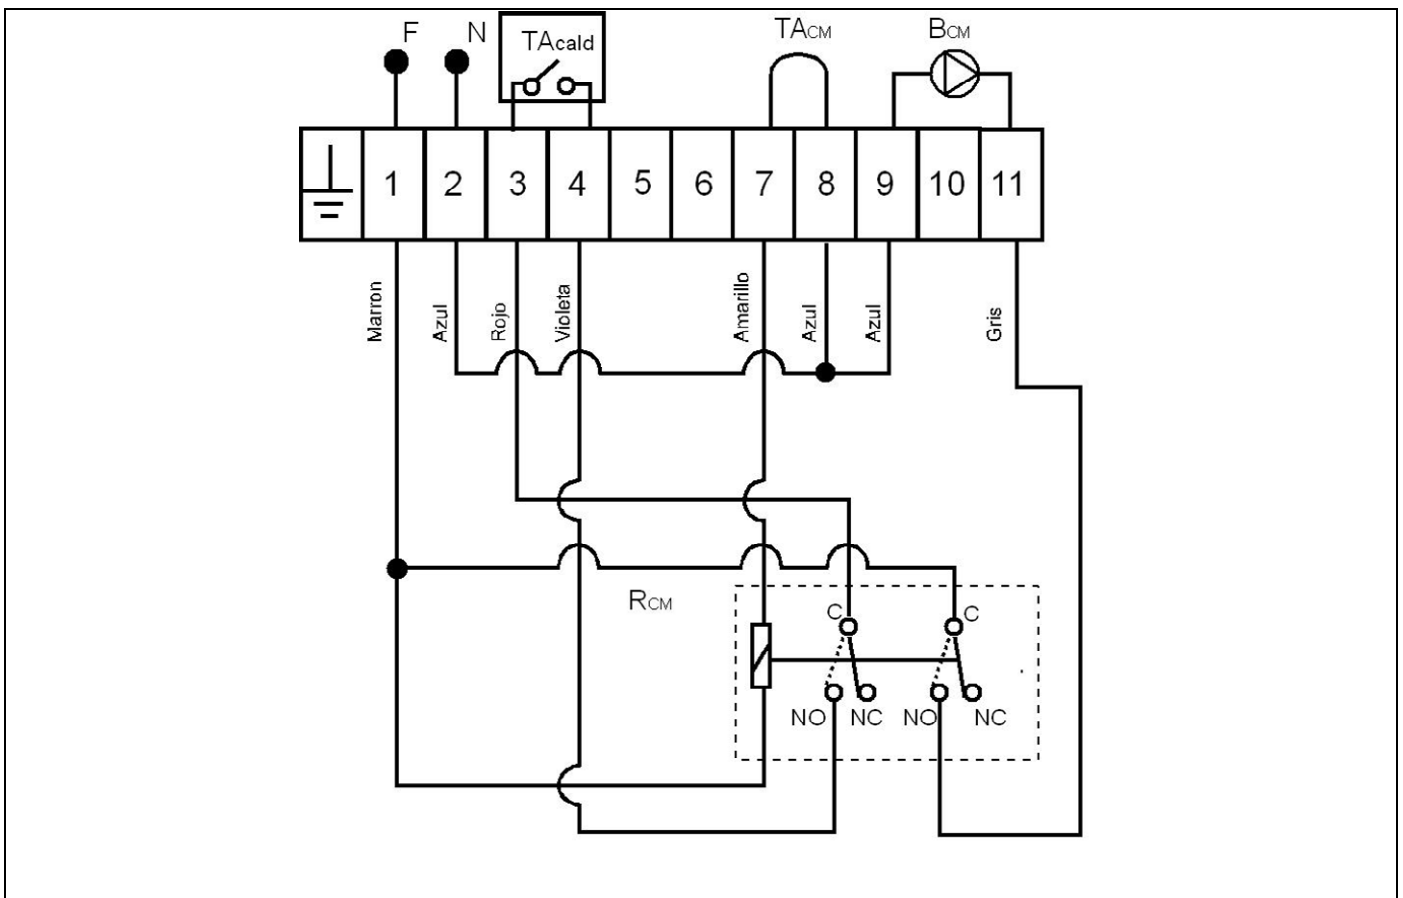 F
N
TAcald
TACM
BCM
1
2
3
4
5
6
7
8
9
10
11
Marron
Azul
Rojo
Violeta
Amarillo
Azul
Azul
Gris
RCM
C
C
NO
NC
NO
NC